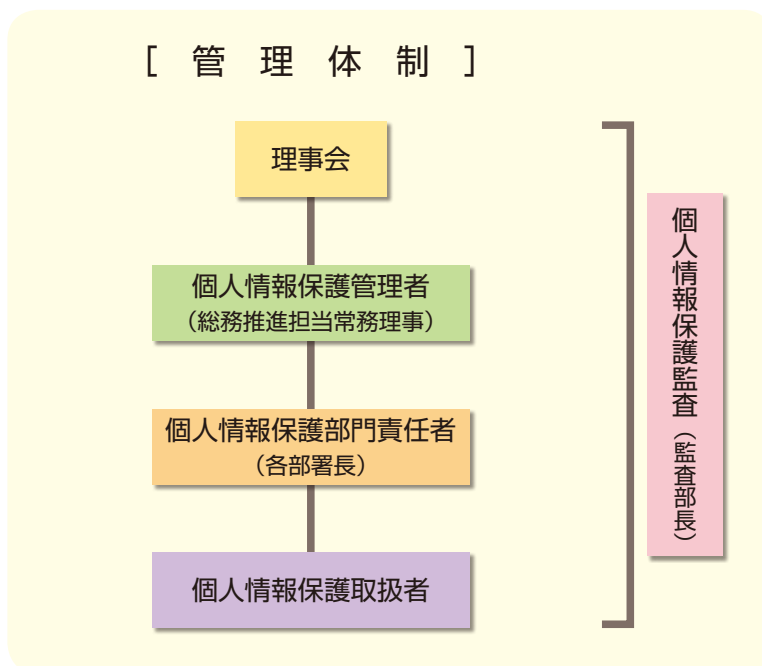 ［ 管 理 体 制 ］
理事会
個人情報保護管理者
（総務推進担当常務理事）
個人情報保護部門責任者
（各部署長）
個人情報保護取扱者
個人情報保護監査（監査部長）